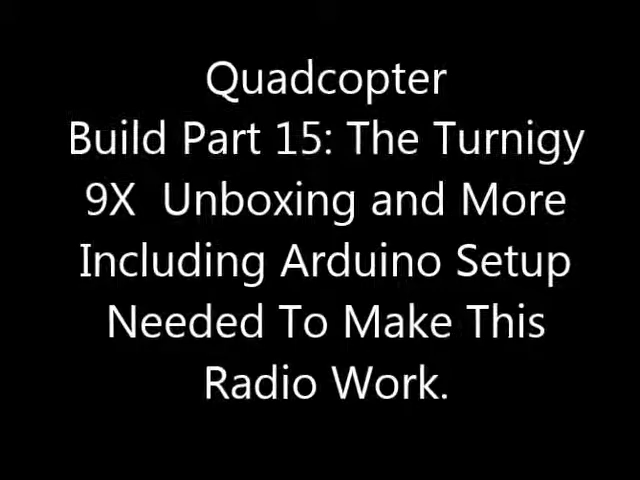 Quadcopter
Build Part 15: The Turnigy
9X  Unboxing and More
Including Arduino Setup
Needed To Make This
Radio Work.